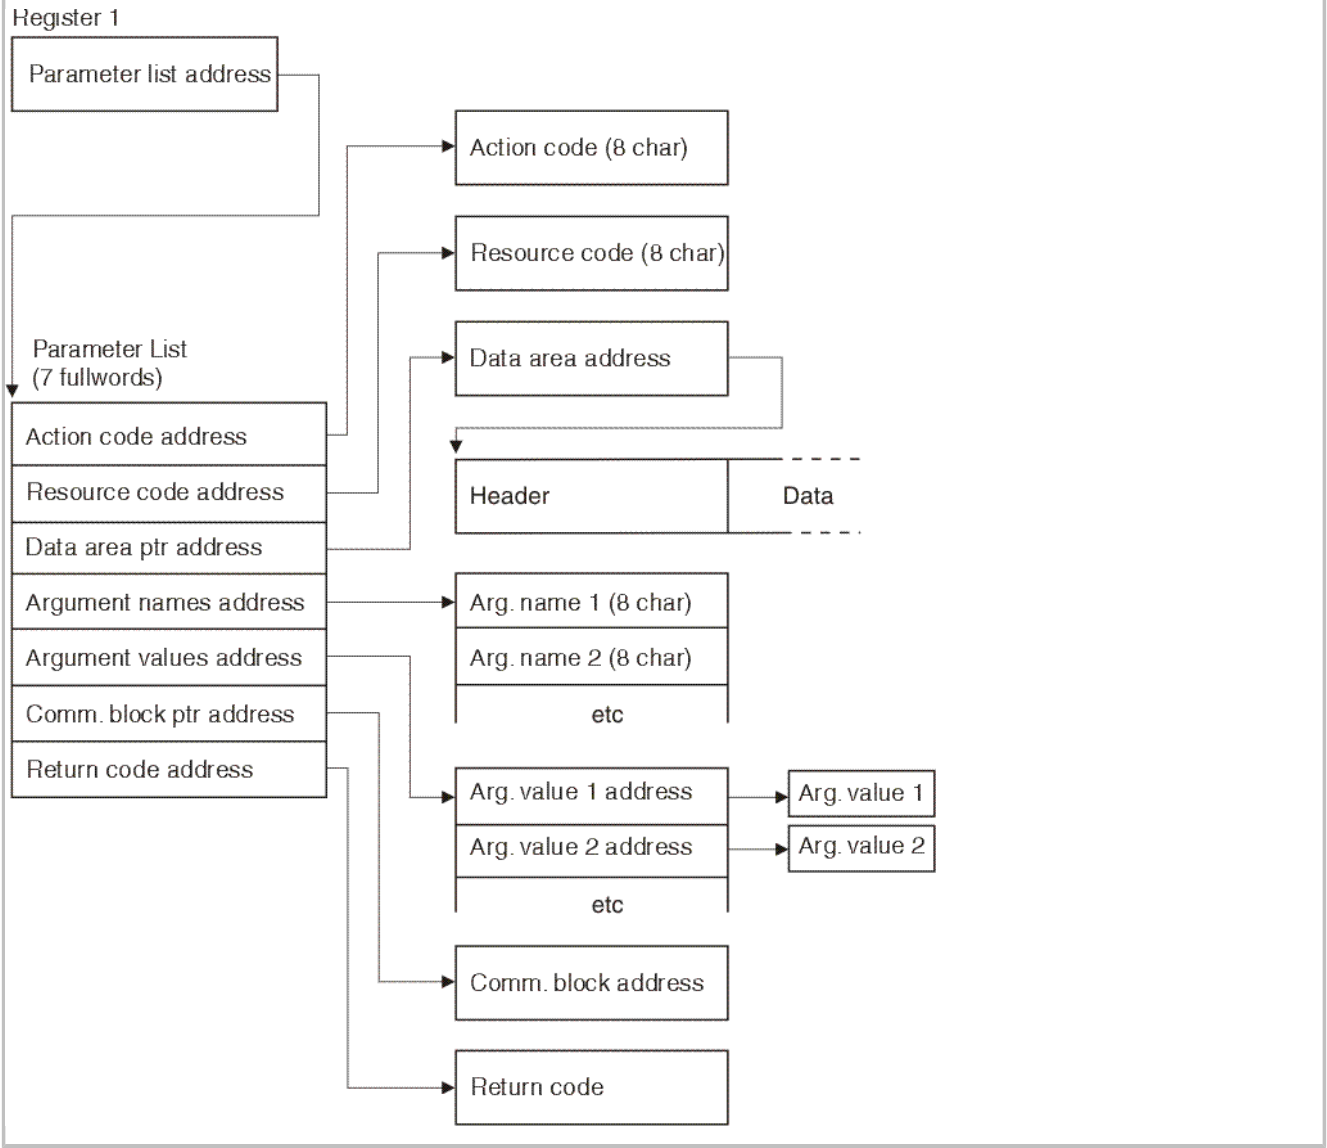 Register 1
Parameter list address
Action code (8 char)
Resource code (8 char)
Parameter List
(7 fullwords)
Data area address
Action code address
Resource code address
Header
Data
Data area ptr address
Argument names address
Arg. name 1 (8 char)
Argument values address
Arg. name 2 (8 char)
Comm. block ptr address
etc
Return code address
Arg. value 1 address
Arg. value 1
Arg. value 2 address
Arg. value 2
etc
Comm. block address
Return code